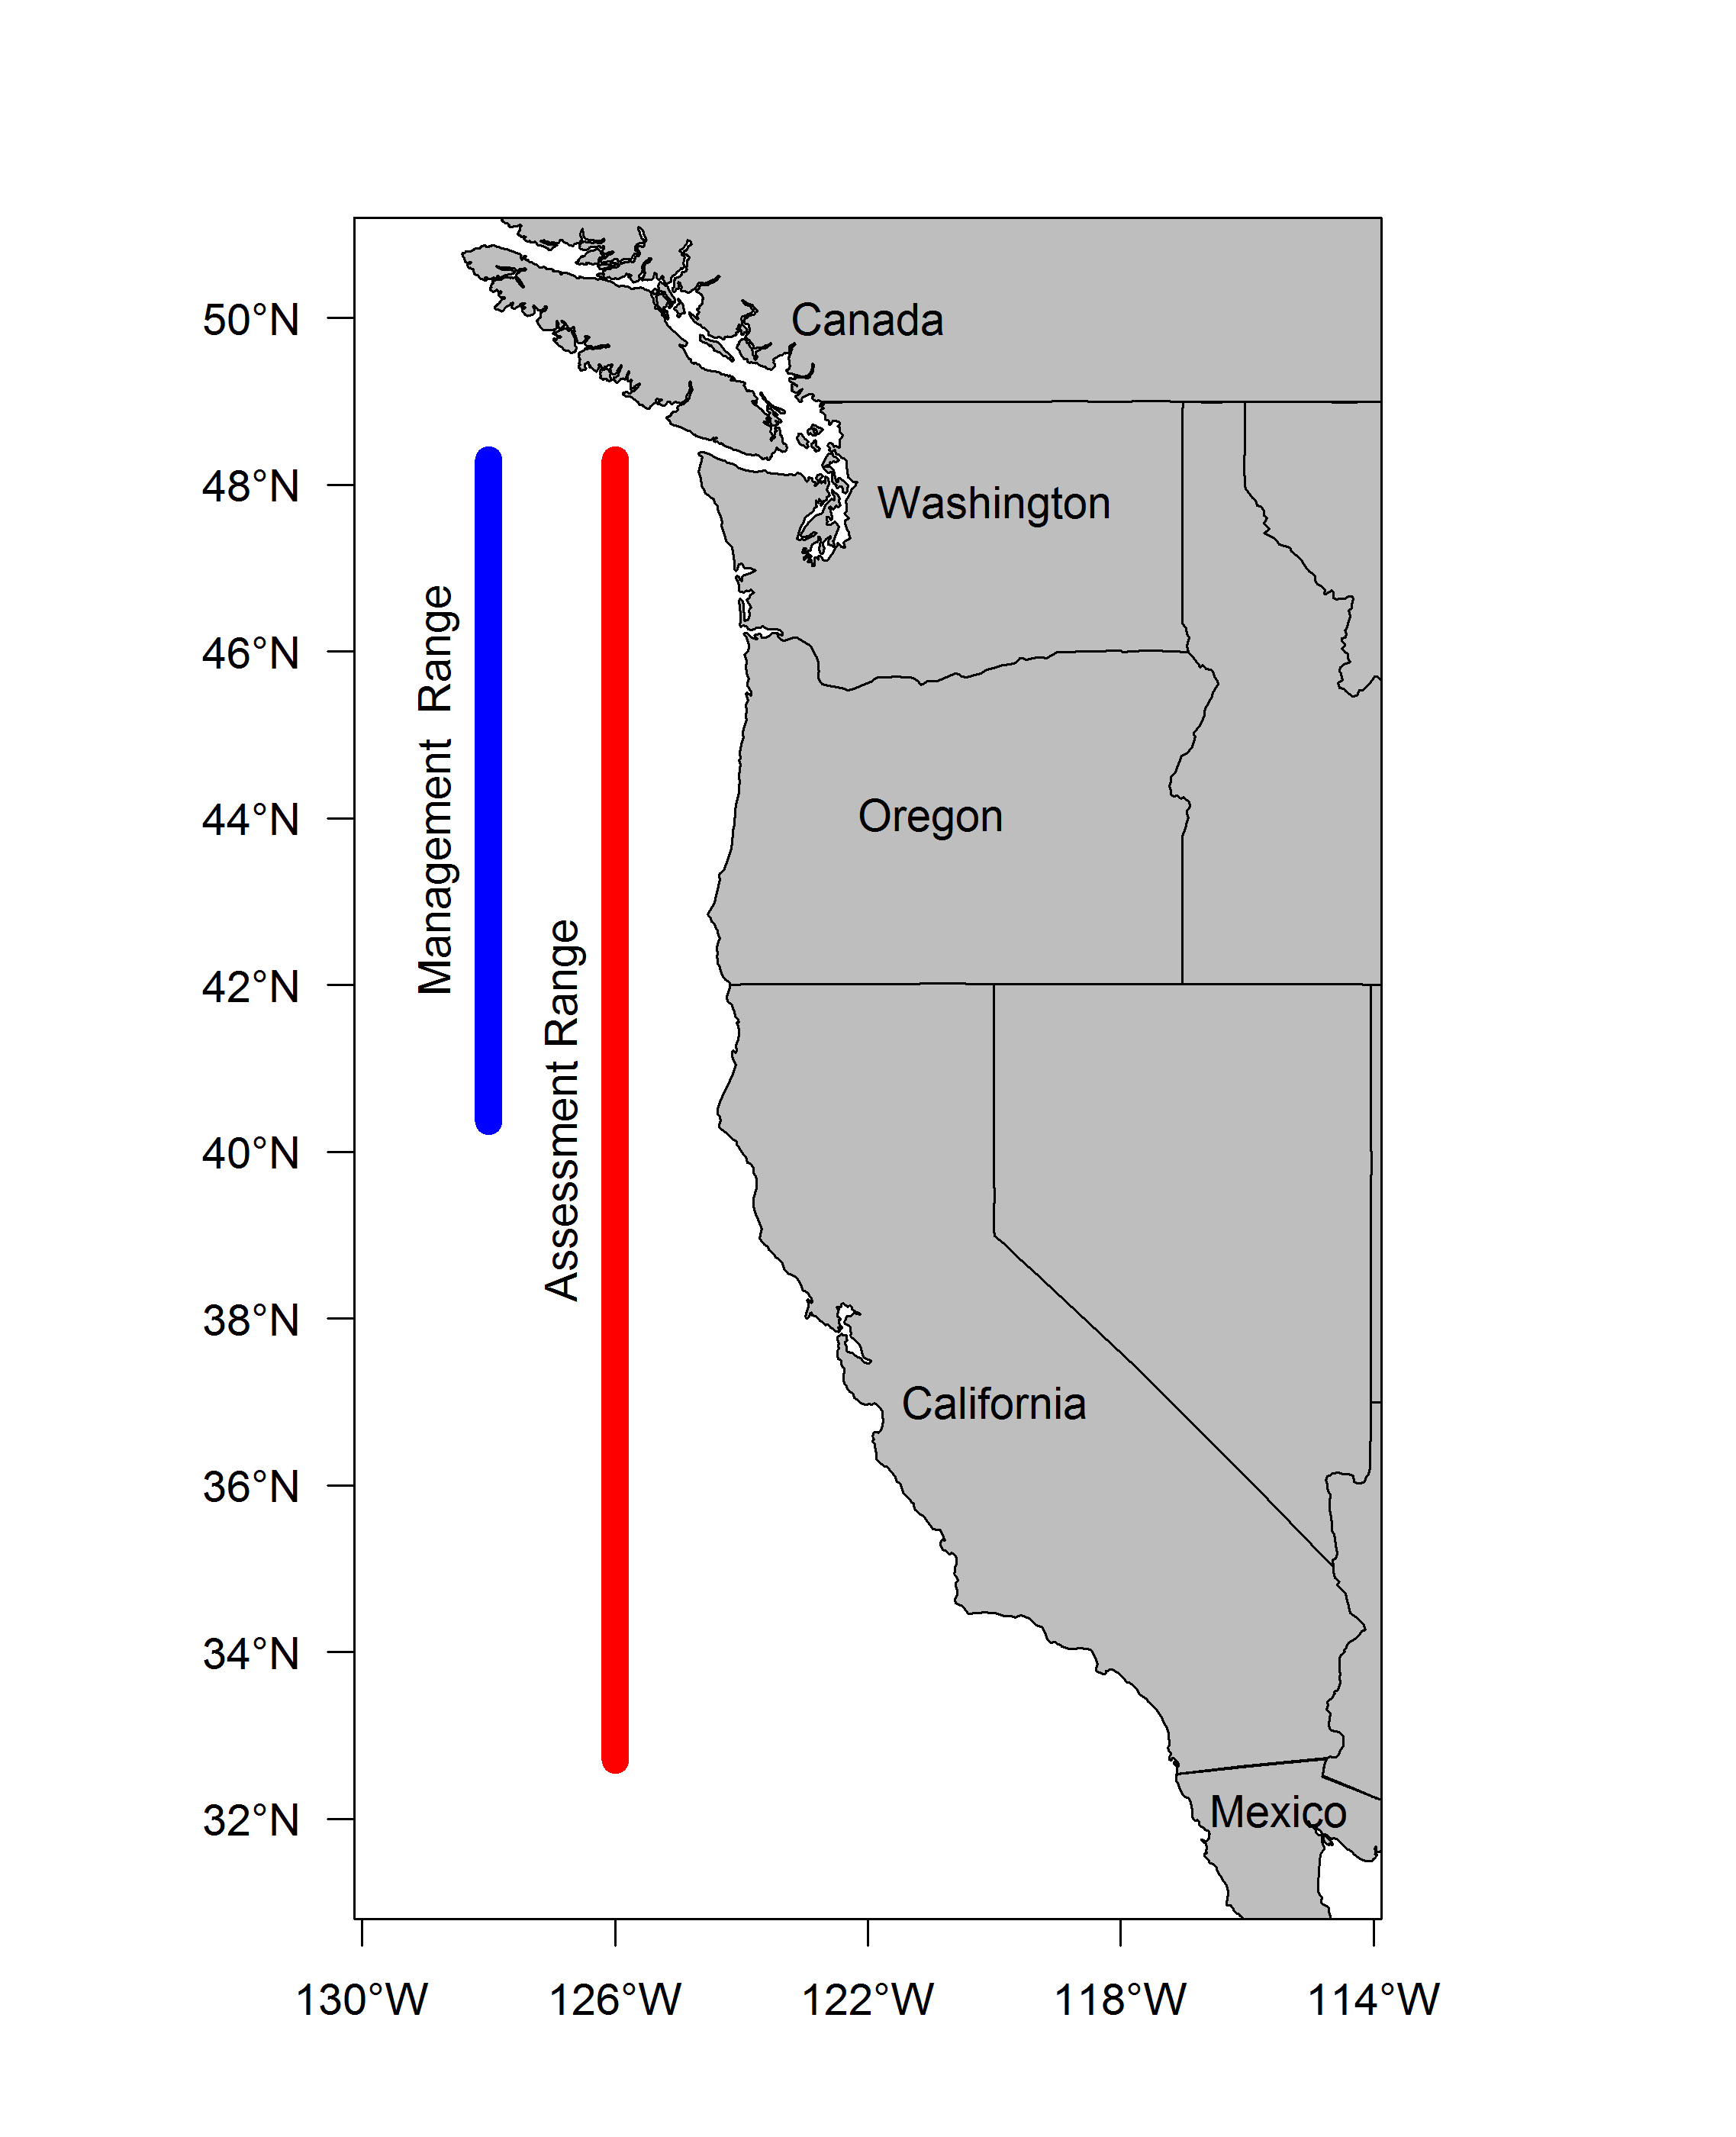 50°N
48°N
46°N
44°N
42°N
40°N
38°N
36°N
34°N
32°N
130°W
126°W
122°W
118°W
114°W
Management Range
Assessment Range
Canada
Washington
Oregon
California
Mexico